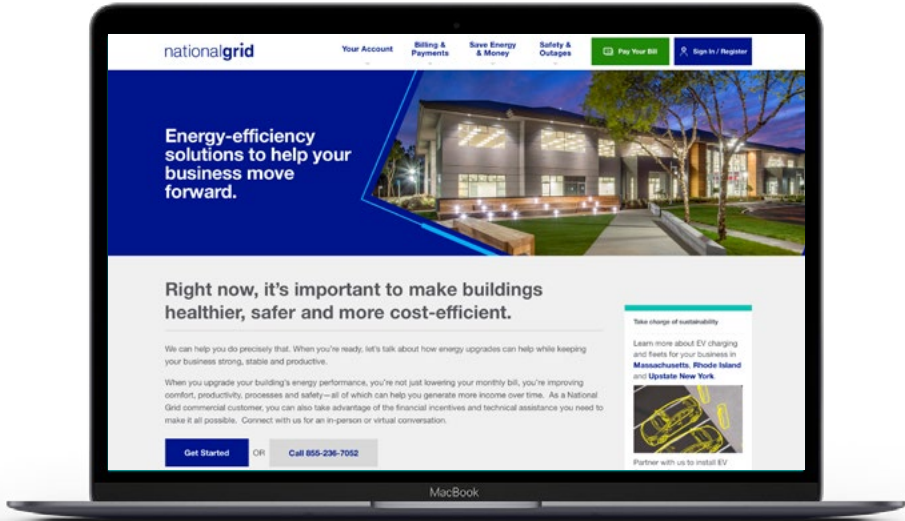 nationalgrid
Your Account
Billing &
Payments
Save Energy
& Money
Safety &
Outages
Pay Your Bill
Sign In / Register
Energy-efficiency
solutions to help your
business move
forward.
Right now, it's important to make buildings
healthier, safer and more cost-efficient.
We can help you do precisely that. When you're ready, let's talk about how energy upgrades can help while keeping
your business strong, stable and productive.
When you upgrade your building's energy performance, you're not just lowering your monthly bill, you're improving
comfort, productivity, processes and safety—all of which can help you generate more income over time. As a National
Grid commercial customer, you can also take advantage of the financial incentives and technical assistance you need to
make it all possible. Connect with us for an in-person or virtual conversation.
Get Started
OR
Call 855-236-7052
Take charge of sustainability
Learn more about EV charging
and fleets for your business in
Massachusetts, Rhode Island
and Upstate New York.
Partner with us to install EV
MacBook